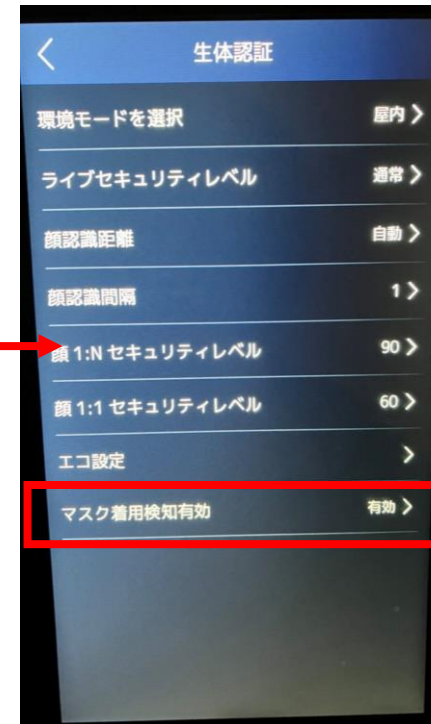 生体認証
環境モードを選択 屋内
ライブセキュリティレベル 通常
顔認識距離 自動
顔認識間隔 1
顔 1:N セキュリティレベル 90
顔 1:1 セキュリティレベル 60
エコ設定
マスク着用検知有効 有効